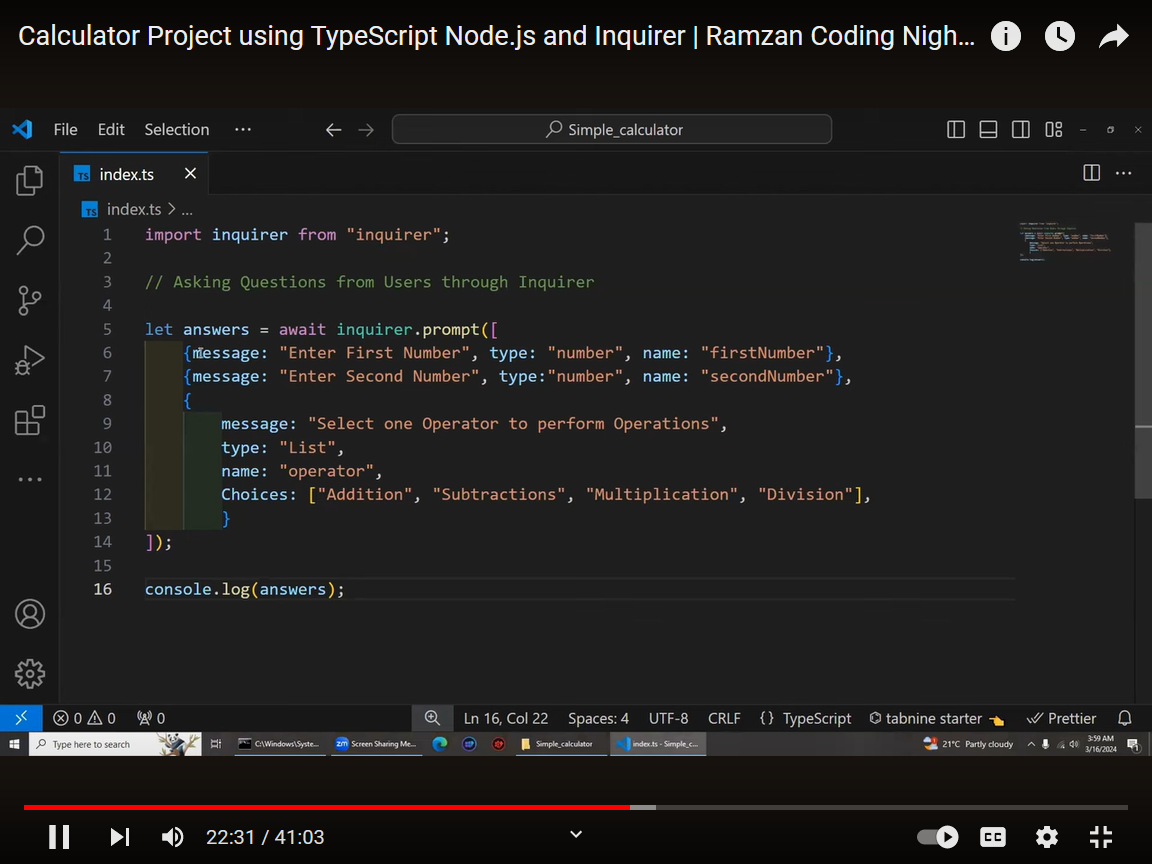 Calculator Project using TypeScript Node.js and Inquirer | Ramzan Coding Nigh...
File Edit Selection ... Simple_calculator
TS index.ts
TS index.ts > ...
1 import inquirer from "inquirer";
2
3 // Asking Questions from Users through Inquirer
4
5 let answers = await inquirer.prompt([
6 {message: "Enter First Number", type: "number", name: "firstNumber"},
7 {message: "Enter Second Number", type:"number", name: "secondNumber"},
8 {
9 message: "Select one Operator to perform Operations",
10 type: "List",
11 name: "operator",
12 Choices: ["Addition", "Subtractions", "Multiplication", "Division"],
13 }
14 ]);
15
16 console.log(answers);
0 0 0 Ln 16, Col 22 Spaces: 4 UTF-8 CRLF {} TypeScript tabnine starter Prettier
Type here to search C:\Windows\Syste... zm Screen Sharing Me... Simple_calculator index.ts - Simple_c... 21°C Partly cloudy 3:59 AM
3/16/2024
22:31 / 41:03 CC